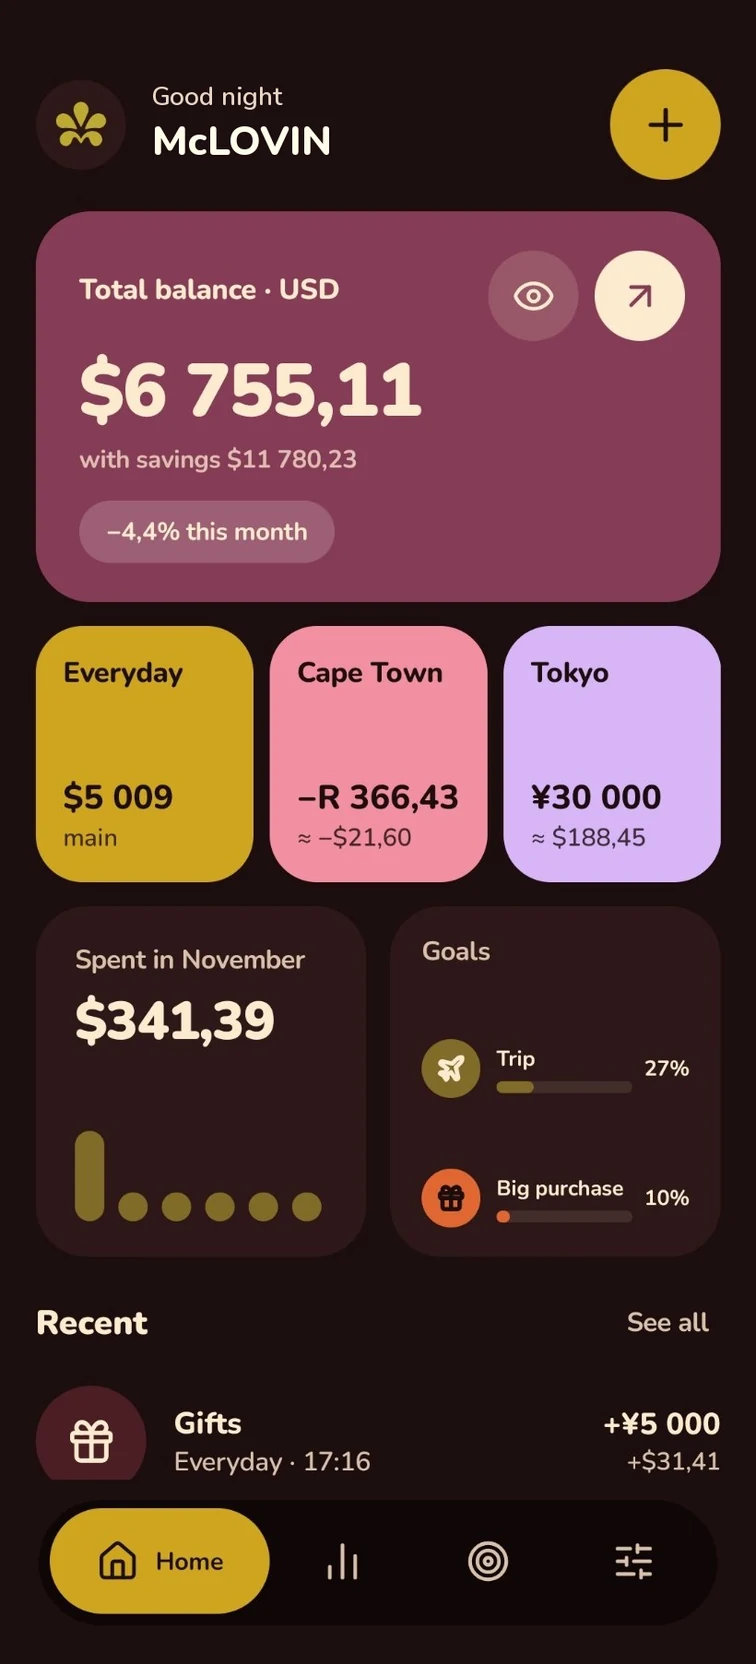 Good night
McLOVIN
Total balance · USD
$6 755,11
with savings $11 780,23
−4,4% this month
Everyday
$5 009
main
Cape Town
−R 366,43
≈ −$21,60
Tokyo
¥30 000
≈ $188,45
Spent in November
$341,39
Goals
Trip
27%
Big purchase
10%
Recent
See all
Gifts
+¥5 000
Everyday · 17:16
+$31,41
Home